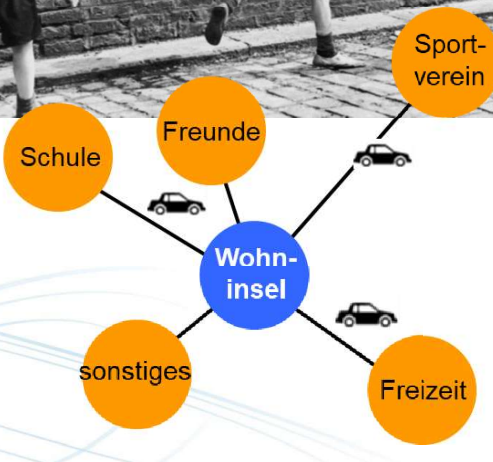 Sport-
verein
Freunde
Schule
Wohn-
insel
sonstiges
Freizeit